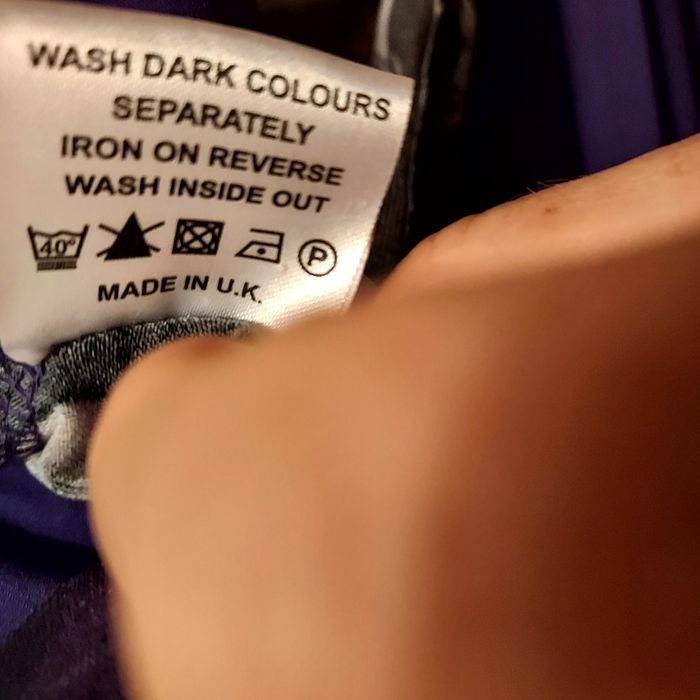 WASH DARK COLOURS
SEPARATELY
IRON ON REVERSE
WASH INSIDE OUT
40° P
MADE IN U.K.